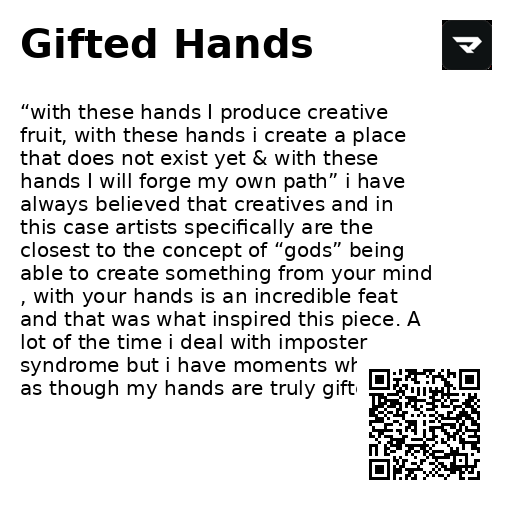 Gifted Hands
“with these hands I produce creative
fruit, with these hands i create a place
that does not exist yet & with these
hands I will forge my own path” i have
always believed that creatives and in
this case artists specifically are the
closest to the concept of “gods” being
able to create something from your mind
, with your hands is an incredible feat
and that was what inspired this piece. A
lot of the time i deal with imposter
syndrome but i have moments
as though my hands are truly